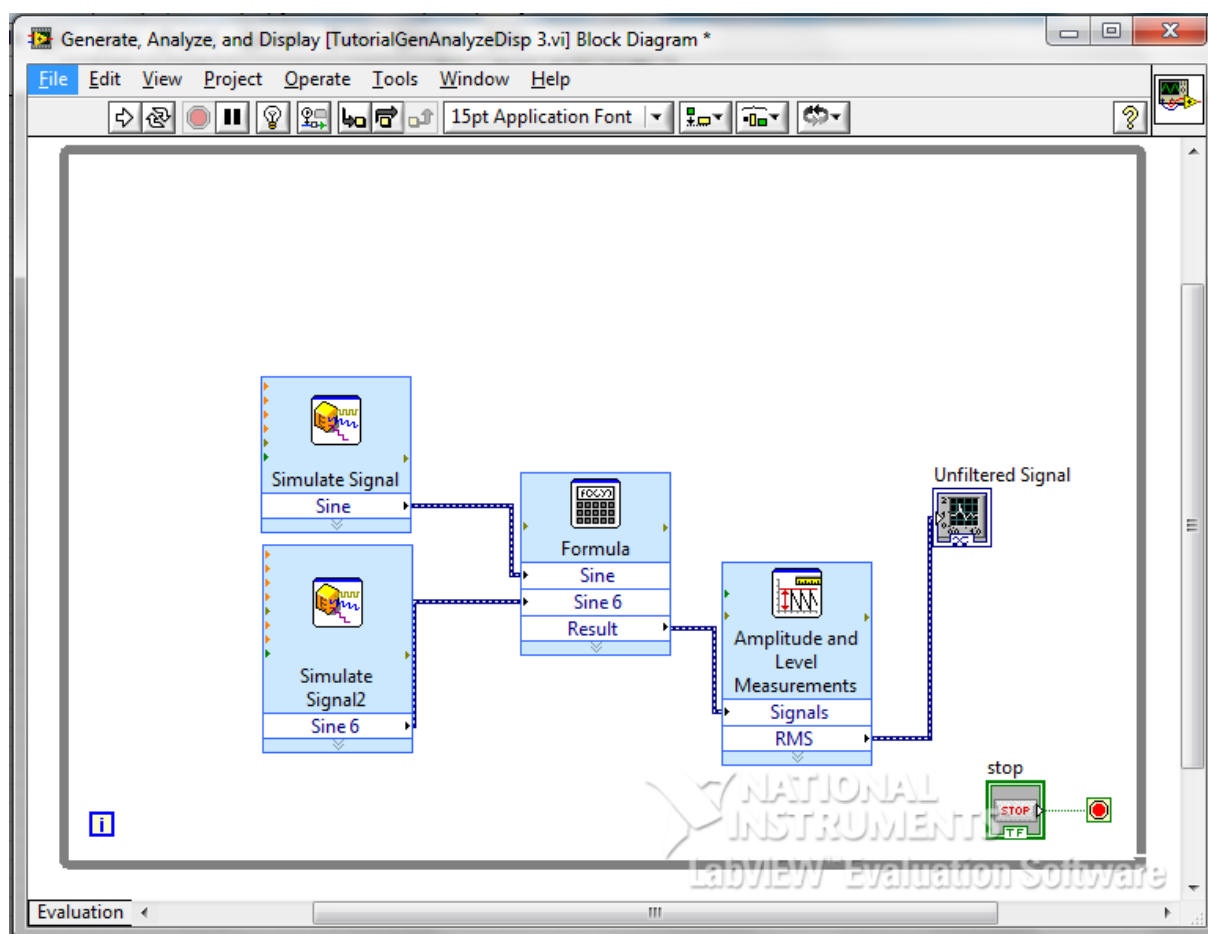 Generate, Analyze, and Display [TutorialGenAnalyzeDisp 3.vi] Block Diagram *
File Edit View Project Operate Tools Window Help
15pt Application Font
Simulate Signal
Sine
Simulate
Signal2
Sine 6
Formula
Sine
Sine 6
Result
Amplitude and
Level
Measurements
Signals
RMS
Unfiltered Signal
stop
STOP
TF
i
NATIONAL
INSTRUMENTS
LabVIEW™ Evaluation Software
Evaluation